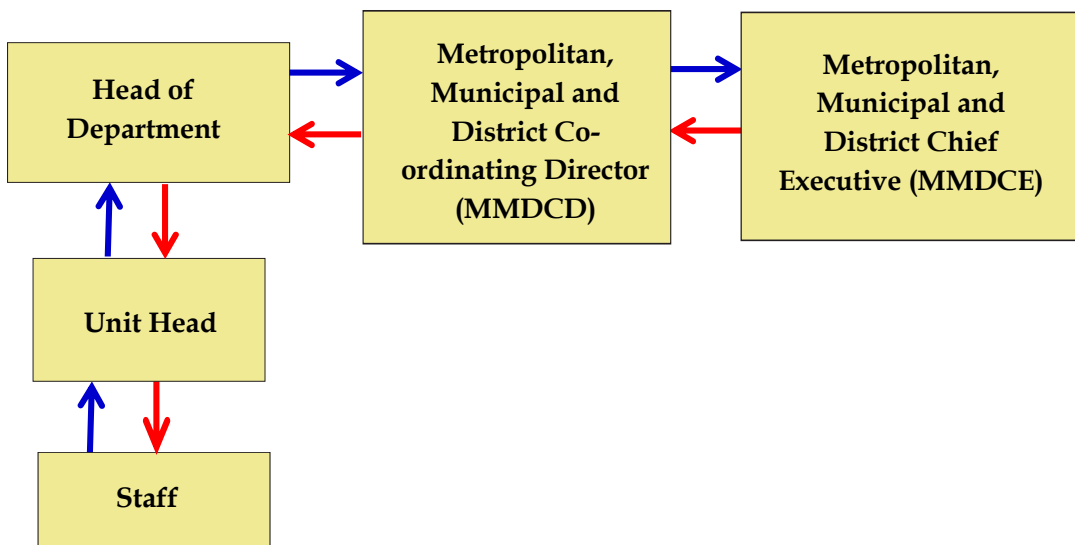 Head of
Department
Metropolitan,
Municipal and
District Co-
ordinating Director
(MMDCD)
Metropolitan,
Municipal and
District Chief
Executive (MMDCE)
Unit Head
Staff